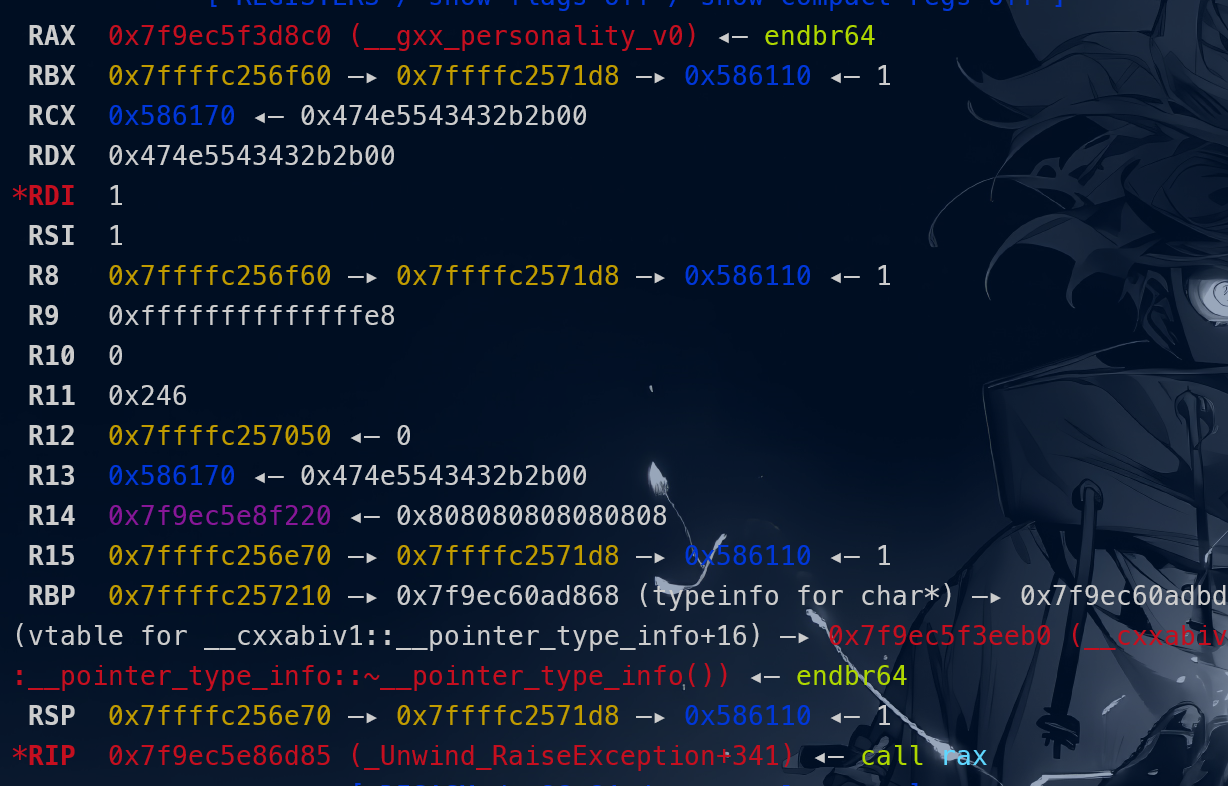 [ REGISTERS / show-flags off / show-compact-regs off ]
RAX 0x7f9ec5f3d8c0 (__gxx_personality_v0) ◂— endbr64
RBX 0x7ffffc256f60 —▸ 0x7ffffc2571d8 —▸ 0x586110 ◂— 1
RCX 0x586170 ◂— 0x474e5543432b2b00
RDX 0x474e5543432b2b00
*RDI 1
RSI 1
R8 0x7ffffc256f60 —▸ 0x7ffffc2571d8 —▸ 0x586110 ◂— 1
R9 0xffffffffffffffe8
R10 0
R11 0x246
R12 0x7ffffc257050 ◂— 0
R13 0x586170 ◂— 0x474e5543432b2b00
R14 0x7f9ec5e8f220 ◂— 0x808080808080808
R15 0x7ffffc256e70 —▸ 0x7ffffc2571d8 —▸ 0x586110 ◂— 1
RBP 0x7ffffc257210 —▸ 0x7f9ec60ad868 (typeinfo for char*) —▸ 0x7f9ec60adbd
(vtable for __cxxabiv1::__pointer_type_info+16) —▸ 0x7f9ec5f3eeb0 (__cxxabiv
:__pointer_type_info::~__pointer_type_info()) ◂— endbr64
RSP 0x7ffffc256e70 —▸ 0x7ffffc2571d8 —▸ 0x586110 ◂— 1
*RIP 0x7f9ec5e86d85 (_Unwind_RaiseException+341) ◂— call rax